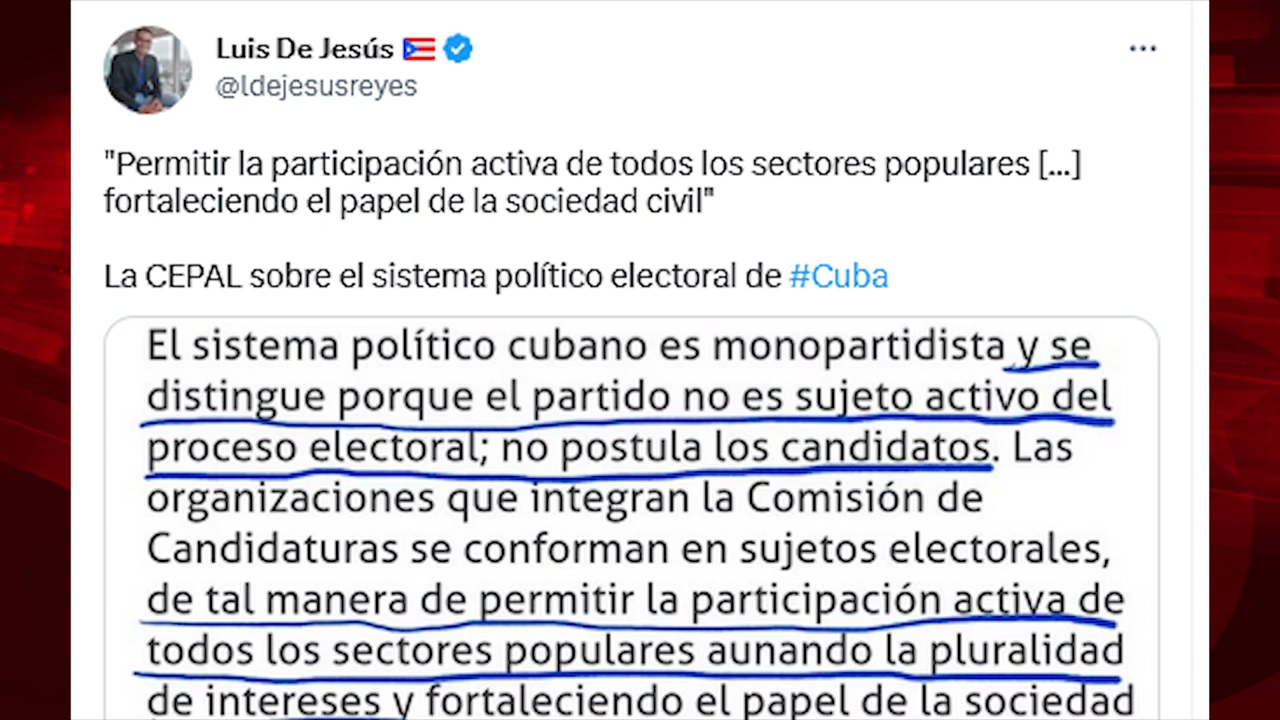 Luis De Jesús
@ldejesusreyes
"Permitir la participación activa de todos los sectores populares [...]
fortaleciendo el papel de la sociedad civil"
La CEPAL sobre el sistema político electoral de #Cuba
El sistema político cubano es monopartidista y se
distingue porque el partido no es sujeto activo del
proceso electoral; no postula los candidatos. Las
organizaciones que integran la Comisión de
Candidaturas se conforman en sujetos electorales,
de tal manera de permitir la participación activa de
todos los sectores populares aunando la pluralidad
de intereses y fortaleciendo el papel de la sociedad